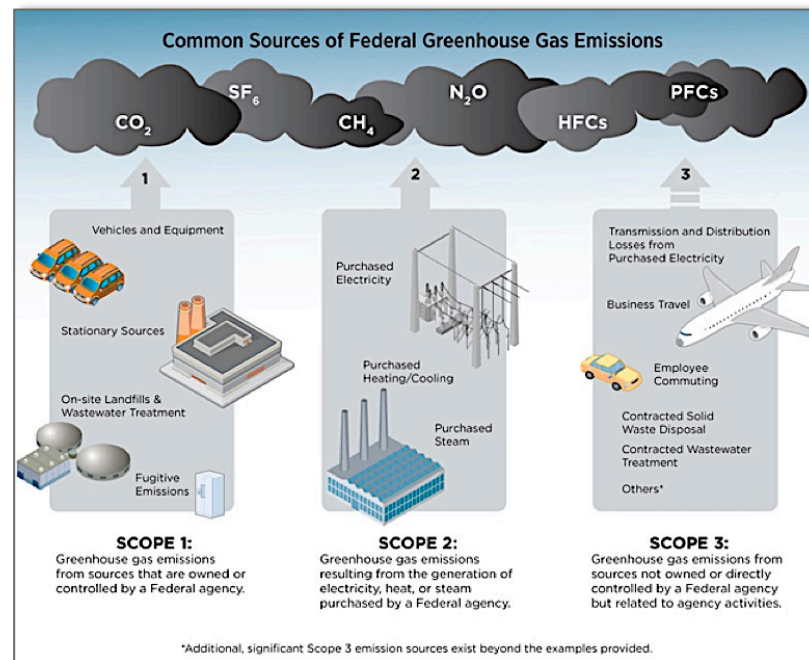 Common Sources of Federal Greenhouse Gas Emissions
SF₆
N₂O
PFCs
CO₂
CH₄
HFCs
1
2
3
Vehicles and Equipment
Stationary Sources
On-site Landfills &
Wastewater Treatment
Fugitive
Emissions
Purchased
Electricity
Purchased
Heating/Cooling
Purchased
Steam
Transmission and Distribution
Losses from
Purchased Electricity
Business Travel
Employee
Commuting
Contracted Solid
Waste Disposal
Contracted Wastewater
Treatment
Others*
SCOPE 1:
Greenhouse gas emissions
from sources that are owned or
controlled by a Federal agency.
SCOPE 2:
Greenhouse gas emissions
resulting from the generation of
electricity, heat, or steam
purchased by a Federal agency.
SCOPE 3:
Greenhouse gas emissions from
sources not owned or directly
controlled by a Federal agency
but related to agency activities.
*Additional, significant Scope 3 emission sources exist beyond the examples provided.